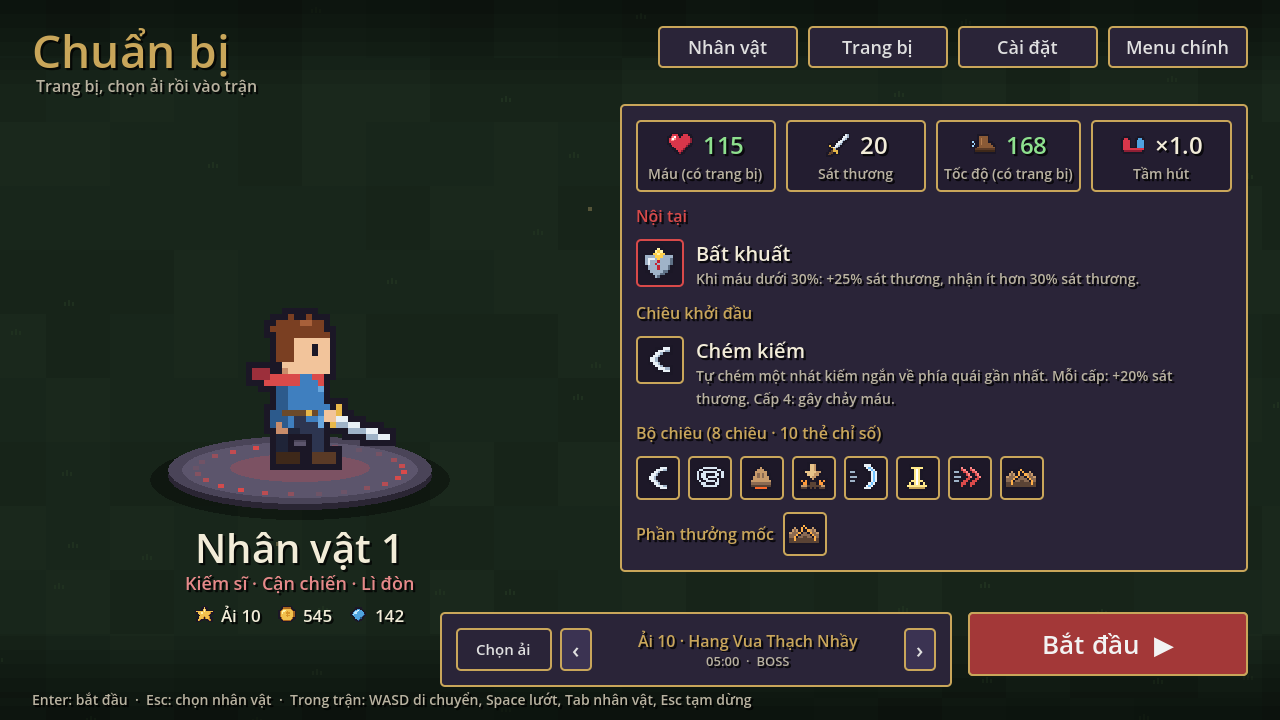 Chuẩn bị
Trang bị, chọn ải rồi vào trận
Nhân vật
Trang bị
Cài đặt
Menu chính
115
Máu (có trang bị)
20
Sát thương
168
Tốc độ (có trang bị)
×1.0
Tầm hút
Nội tại
Bất khuất
Khi máu dưới 30%: +25% sát thương, nhận ít hơn 30% sát thương.
Chiêu khởi đầu
Chém kiếm
Tự chém một nhát kiếm ngắn về phía quái gần nhất. Mỗi cấp: +20% sát
thương. Cấp 4: gây chảy máu.
Bộ chiêu (8 chiêu · 10 thẻ chỉ số)
Phần thưởng mốc
Nhân vật 1
Kiếm sĩ · Cận chiến · Lì đòn
Ải 10 545 142
Chọn ải
‹
Ải 10 · Hang Vua Thạch Nhầy
05:00 · BOSS
›
Bắt đầu ▶
Enter: bắt đầu · Esc: chọn nhân vật · Trong trận: WASD di chuyển, Space lướt, Tab nhân vật, Esc tạm dừng